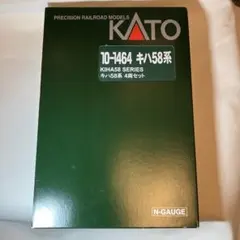 PRECISION RAILROAD MODELS
KATO
10-1464 キハ58系
KIHA58 SERIES
キハ58系 4両セット
N-GAUGE